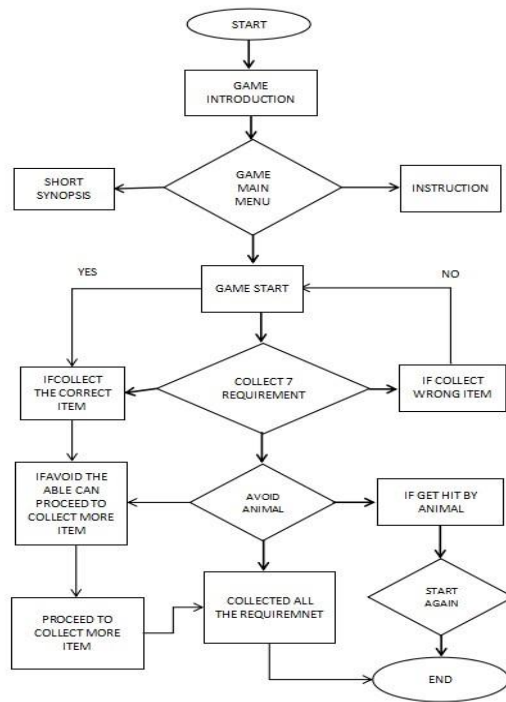 START
GAME
INTRODUCTION
SHORT
SYNOPSIS
GAME
MAIN
MENU
INSTRUCTION
YES
NO
GAME START
IFCOLLECT
THE CORRECT
ITEM
COLLECT 7
REQUIREMENT
IF COLLECT
WRONG ITEM
IFAVOID THE
ABLE CAN
PROCEED TO
COLLECT MORE
ITEM
AVOID
ANIMAL
IF GET HIT BY
ANIMAL
PROCEED TO
COLLECT MORE
ITEM
COLLECTED ALL
THE REQUIREMNET
START
AGAIN
END